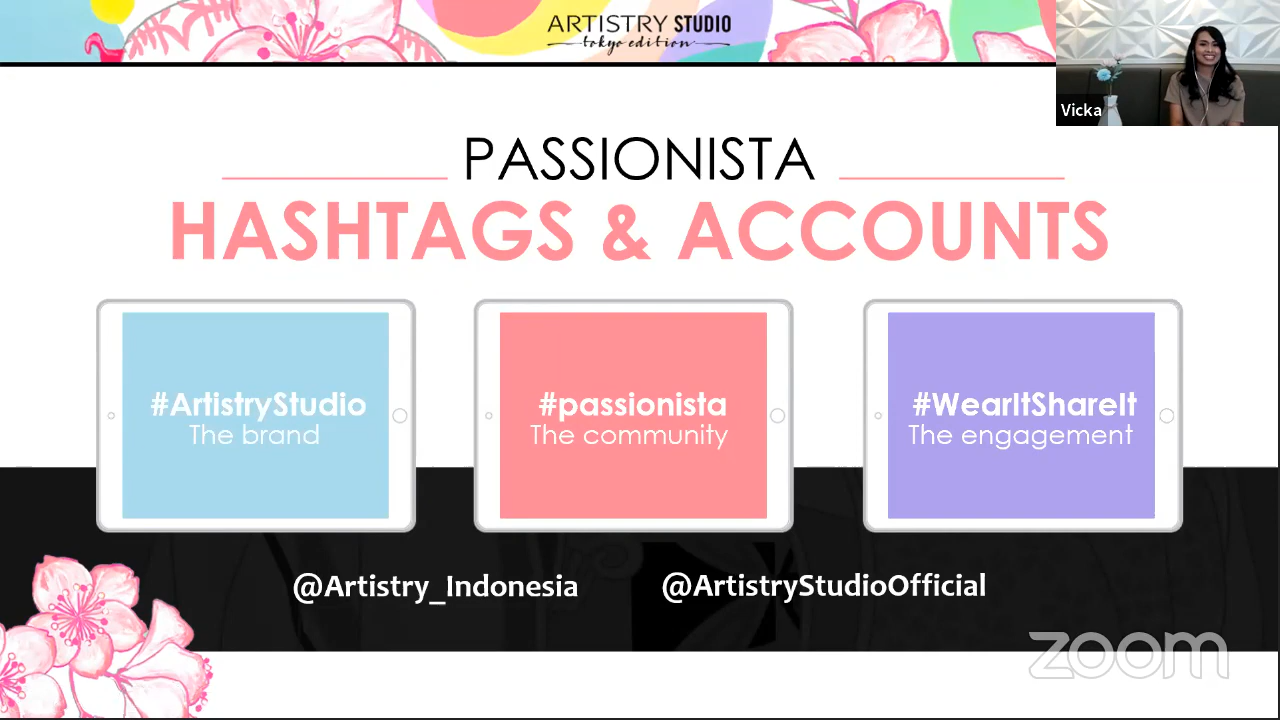 ARTISTRY STUDIO
tokyo edition
Vicka
PASSIONISTA
HASHTAGS & ACCOUNTS
#ArtistryStudio
The brand
#passionista
The community
#WearItShareIt
The engagement
@Artistry_Indonesia
@ArtistryStudioOfficial
zoom